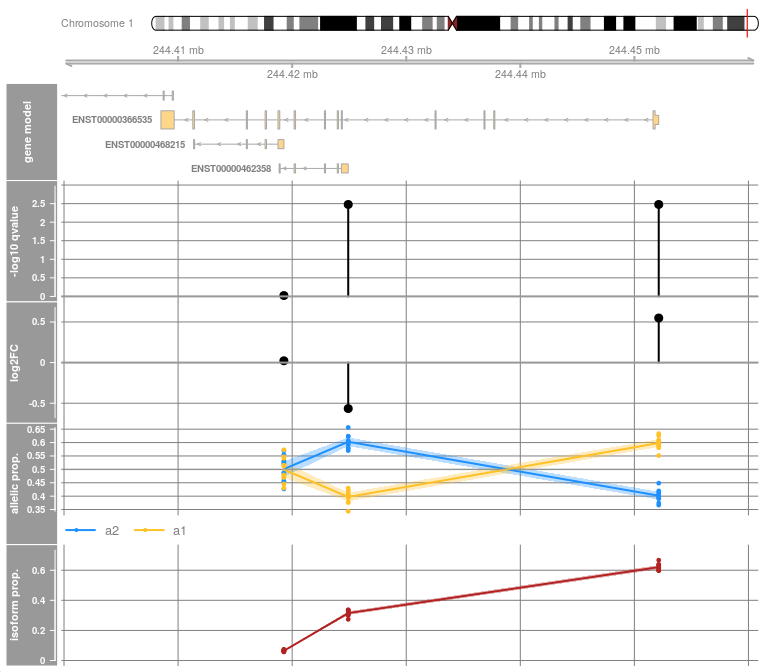 Chromosome 1
244.41 mb
244.43 mb
244.45 mb
244.42 mb
244.44 mb
gene model
ENST00000366535
ENST00000468215
ENST00000462358
-log10 qvalue
2.5
2
1.5
1
0.5
0
log2FC
0.5
0
-0.5
allelic prop.
0.65
0.6
0.55
0.5
0.45
0.4
0.35
a2
a1
isoform prop.
0.6
0.4
0.2
0